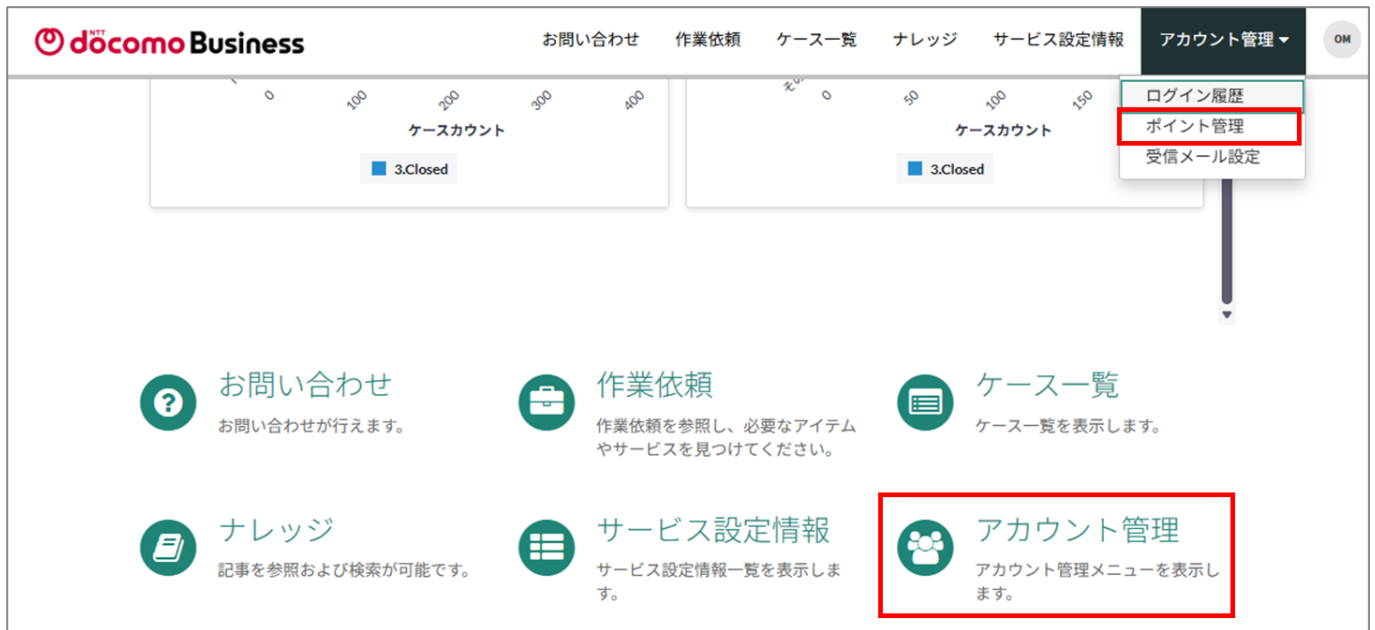 NTT
döcomo Business
お問い合わせ 作業依頼 ケース一覧 ナレッジ サービス設定情報 アカウント管理 OM
ログイン履歴
ポイント管理
受信メール設定
0 100 200 300 400
ケースカウント
3.Closed
0 50 100 150
ケースカウント
3.Closed
お問い合わせ
お問い合わせが行えます。
作業依頼
作業依頼を参照し、必要なアイテム
やサービスを見つけてください。
ケース一覧
ケース一覧を表示します。
ナレッジ
記事を参照および検索が可能です。
サービス設定情報
サービス設定情報一覧を表示しま
す。
アカウント管理
アカウント管理メニューを表示し
ます。